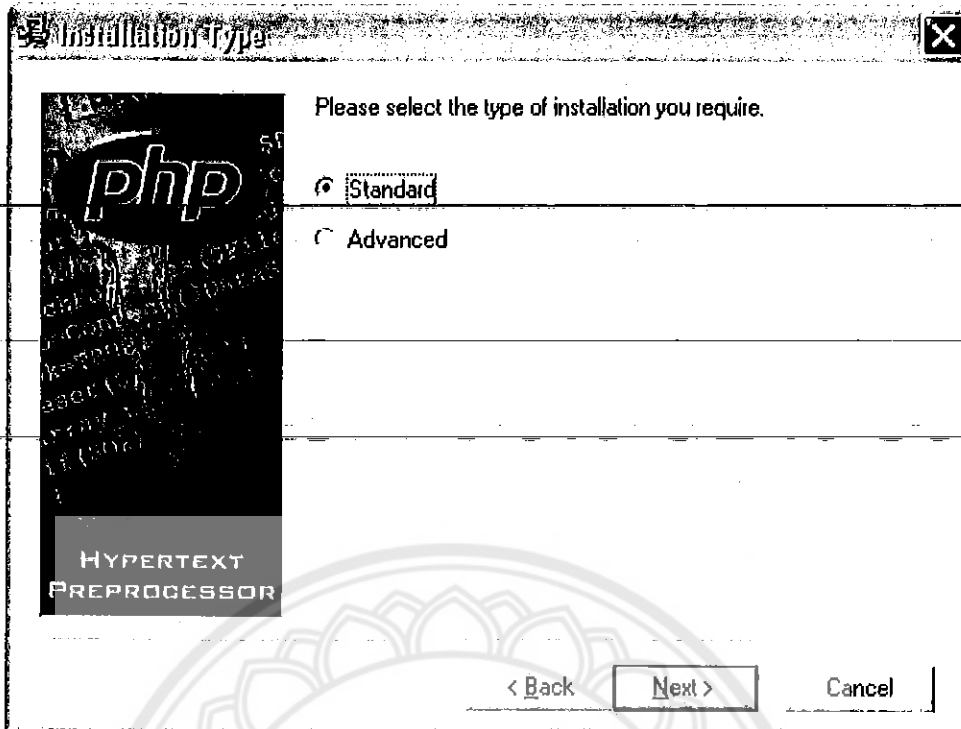 Installation Type
Please select the type of installation you require.
php
Standard
Advanced
HYPERTEXT
PREPROCESSOR
< Back
Next >
Cancel